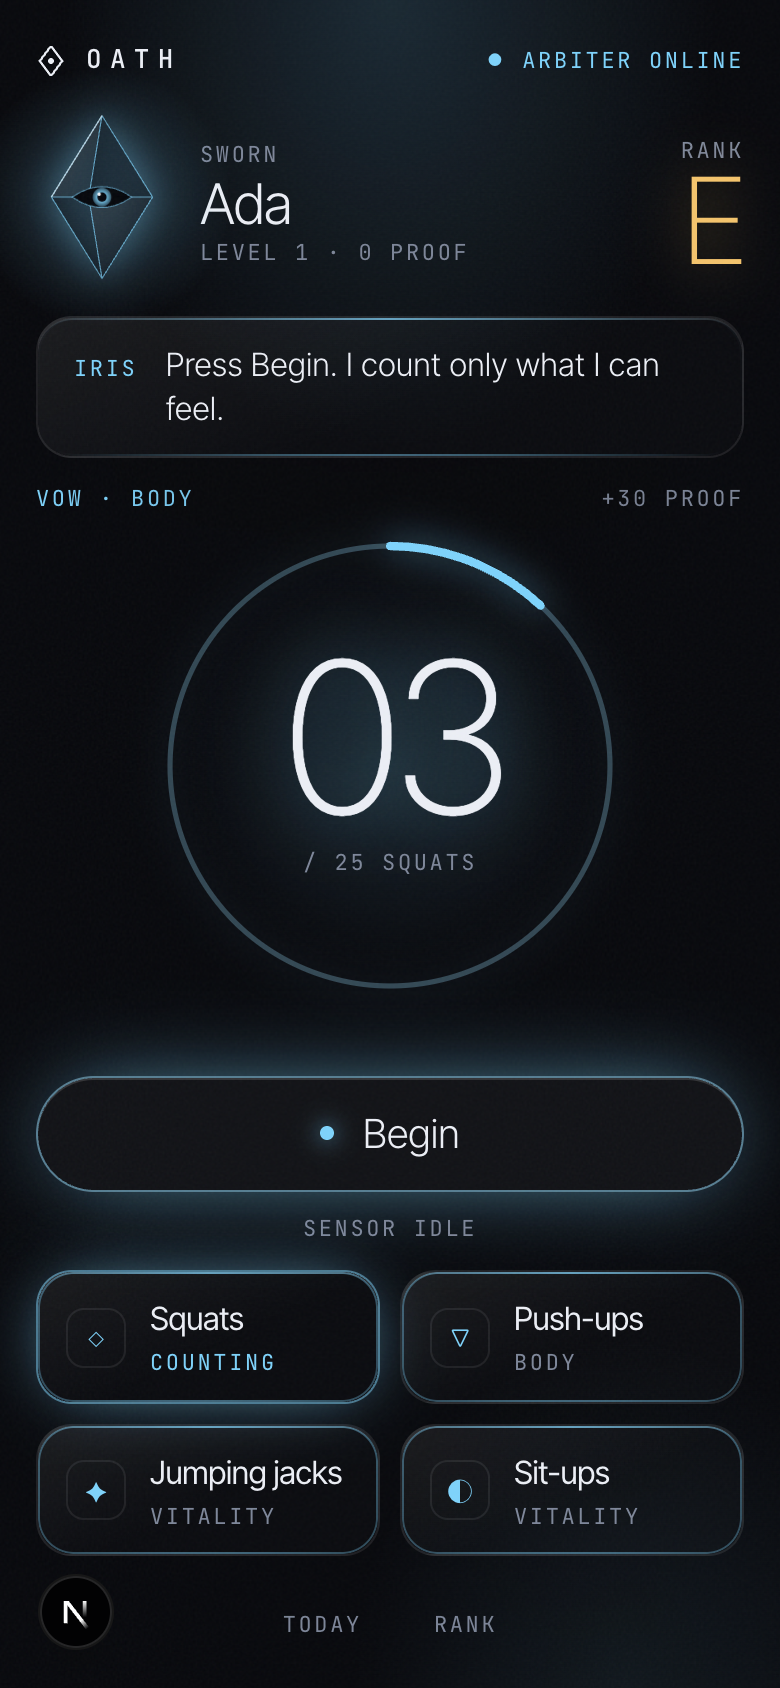 OATH
ARBITER ONLINE
SWORN
Ada
LEVEL 1 · 0 PROOF
RANK
E
IRIS
Press Begin. I count only what I can
feel.
VOW · BODY
+30 PROOF
03
/ 25 SQUATS
Begin
SENSOR IDLE
Squats
COUNTING
Push-ups
BODY
Jumping jacks
VITALITY
Sit-ups
VITALITY
N
TODAY
RANK